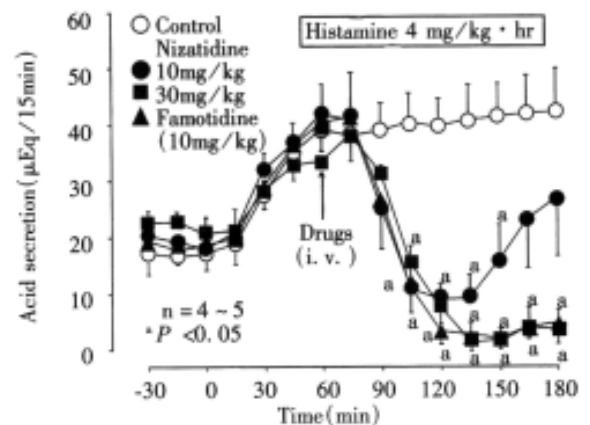 Histamine 4 mg/kg・hr
Control
Nizatidine
10mg/kg
30mg/kg
Famotidine
(10mg/kg)
Acid secretion(μEq/15min)
60
50
40
30
20
10
0
Drugs
(i. v. )
a
a
a
a
a
a
a
a
a
a
a
a
a
n = 4 ~ 5
ᵃP <0. 05
-30 0 30 60 90 120 150 180
Time(min)